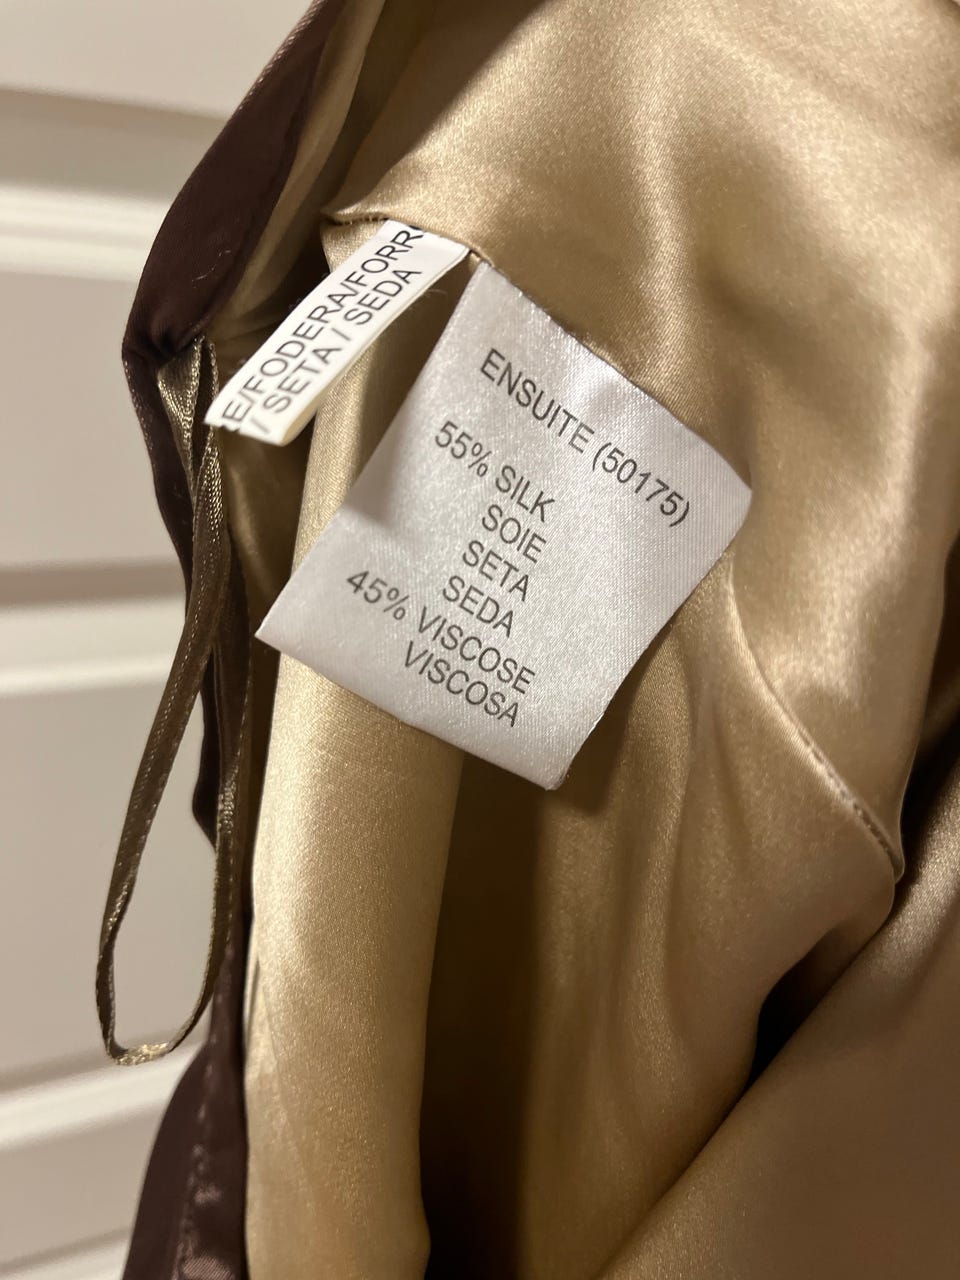 E/FODERA/FORR
/ SETA / SEDA
ENSUITE (50175)
55% SILK
SOIE
SETA
SEDA
45% VISCOSE
VISCOSA